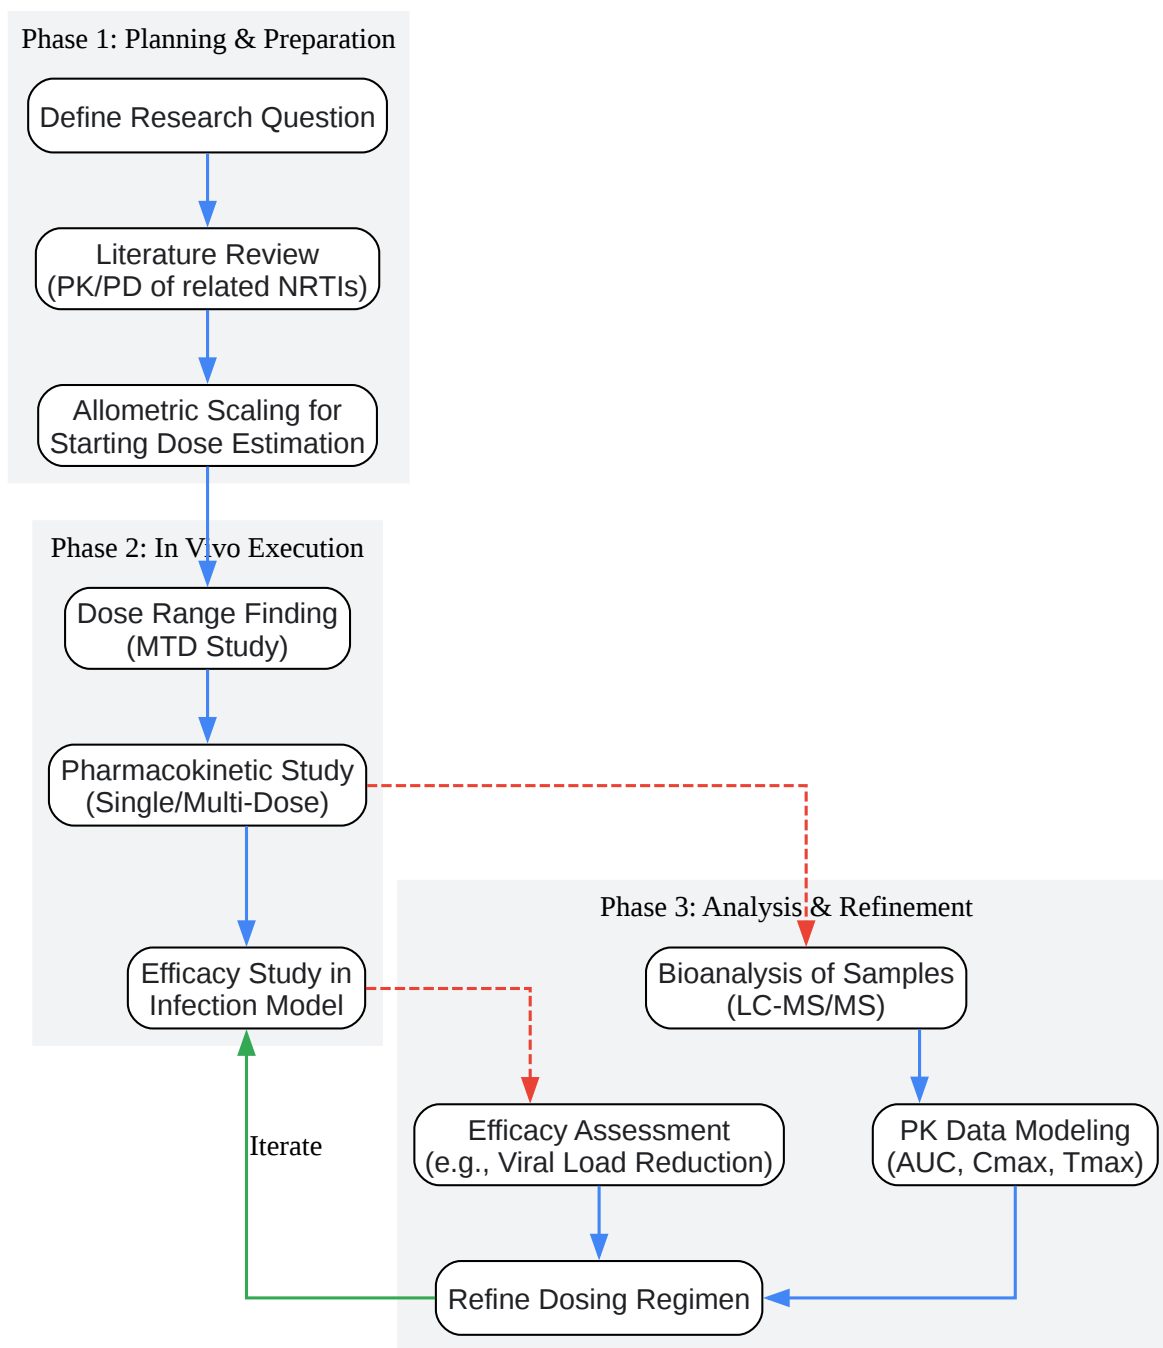 Phase 1: Planning & Preparation
Define Research Question
Literature Review
(PK/PD of related NRTIs)
Allometric Scaling for
Starting Dose Estimation
Phase 2: In Vivo Execution
Dose Range Finding
(MTD Study)
Pharmacokinetic Study
(Single/Multi-Dose)
Efficacy Study in
Infection Model
Phase 3: Analysis & Refinement
Bioanalysis of Samples
(LC-MS/MS)
Efficacy Assessment
(e.g., Viral Load Reduction)
PK Data Modeling
(AUC, Cmax, Tmax)
Iterate
Refine Dosing Regimen